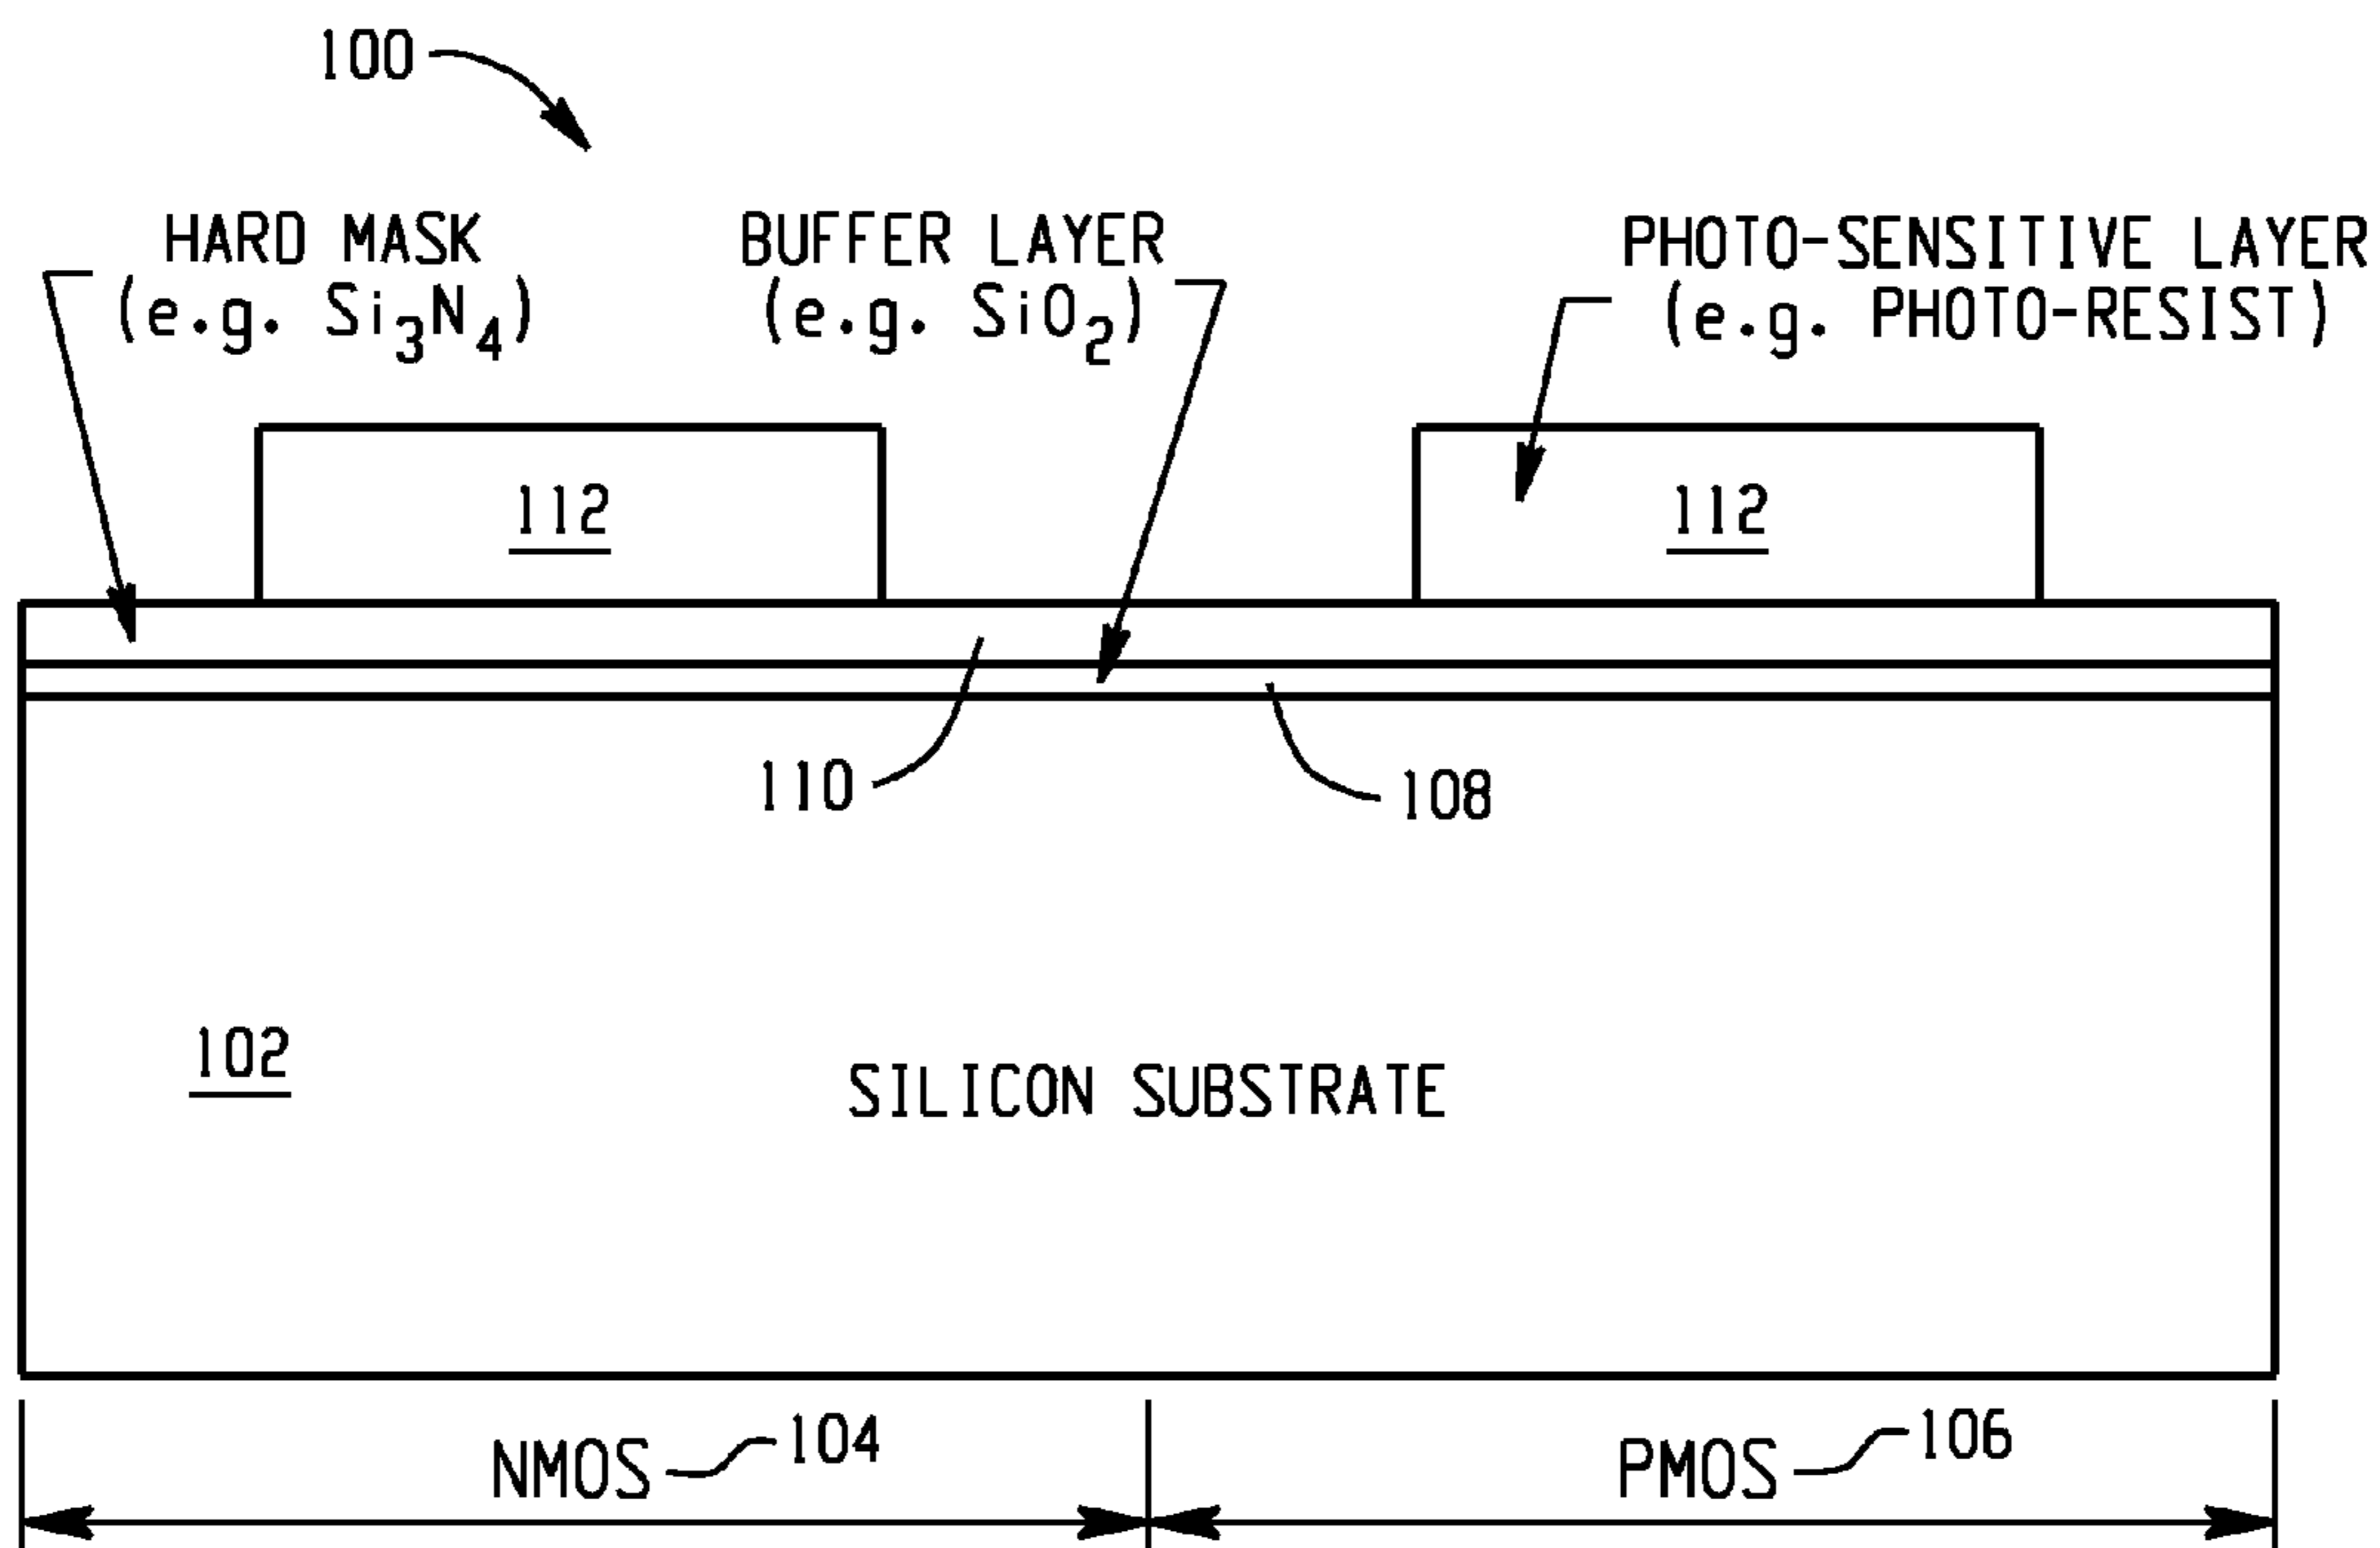 100
HARD MASK
(e.g. Si₃N₄)
BUFFER LAYER
(e.g. SiO₂)
PHOTO-SENSITIVE LAYER
(e.g. PHOTO-RESIST)
112
112
110
108
102
SILICON SUBSTRATE
NMOS
104
PMOS
106